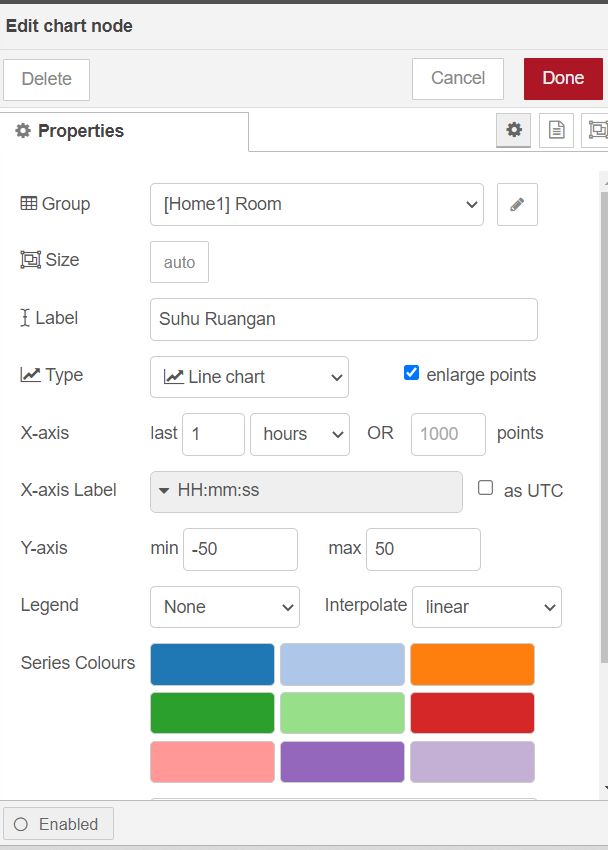 Edit chart node
Delete Cancel Done
Properties
Group [Home1] Room
Size auto
Label Suhu Ruangan
Type Line chart enlarge points
X-axis last 1 hours OR 1000 points
X-axis Label HH:mm:ss as UTC
Y-axis min -50 max 50
Legend None Interpolate linear
Series Colours
Enabled